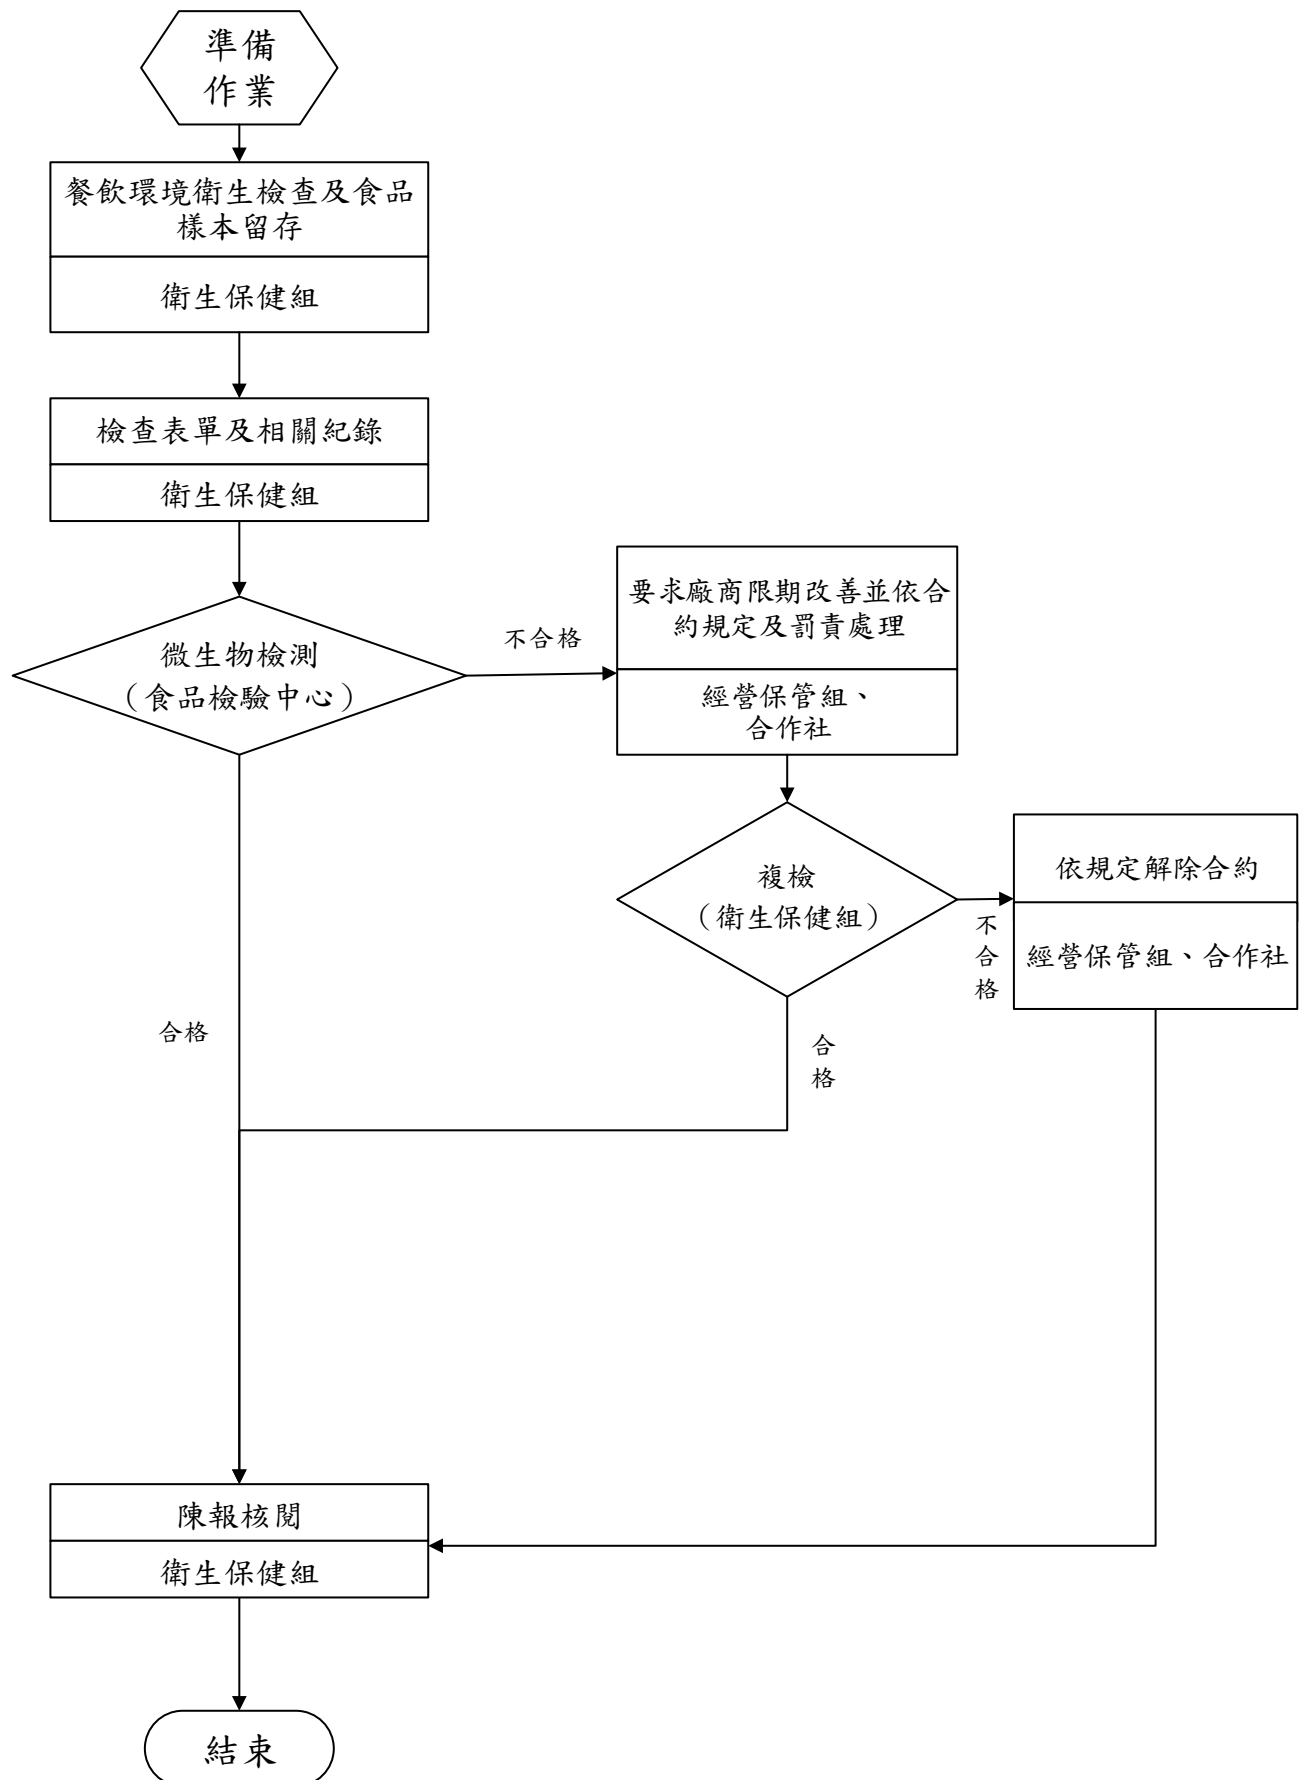 準備
作業
餐飲環境衛生檢查及食品
樣本留存
衛生保健組
檢查表單及相關紀錄
衛生保健組
微生物檢測
（食品檢驗中心）
不合格
要求廠商限期改善並依合
約規定及罰責處理
經營保管組、
合作社
複檢
（衛生保健組）
不
合
格
依規定解除合約
經營保管組、合作社
合格
合
格
陳報核閱
衛生保健組
結束